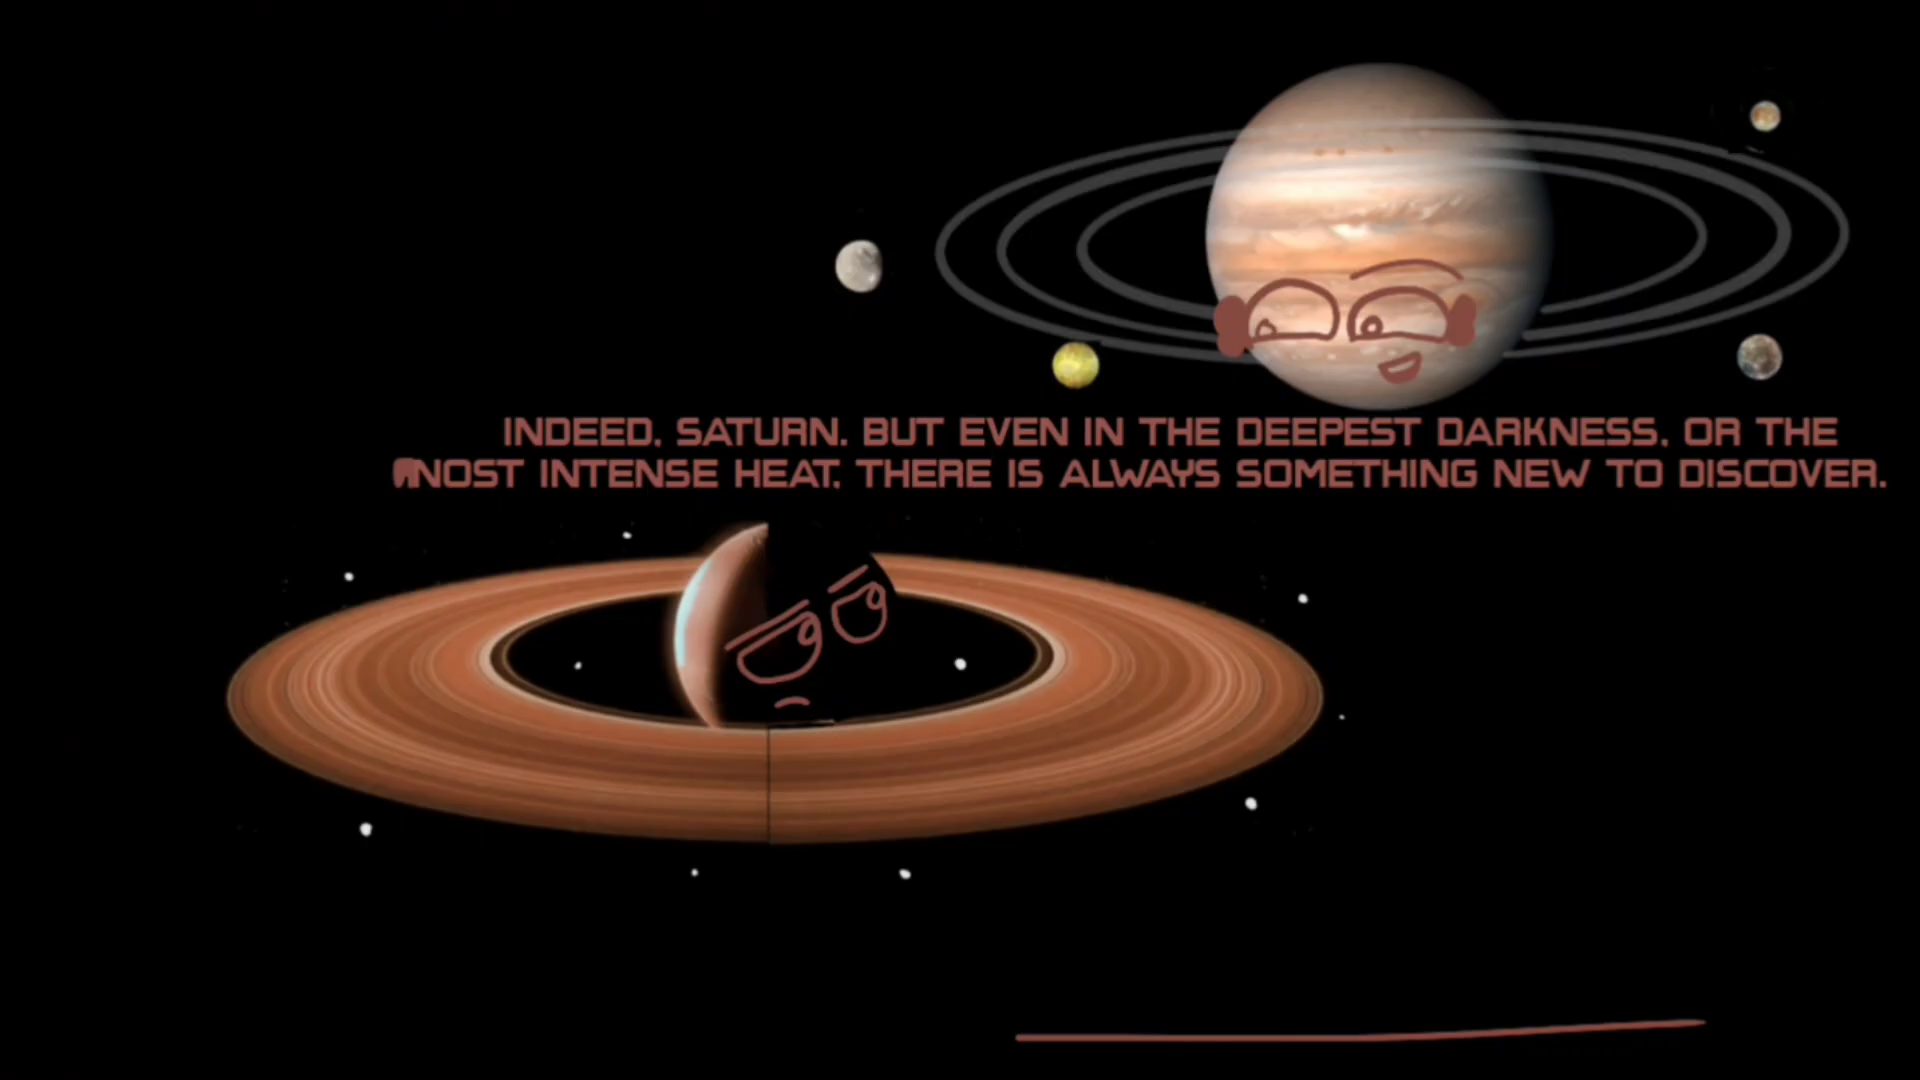 INDEED, SATURN. BUT EVEN IN THE DEEPEST DARKNESS, OR THE
MOST INTENSE HEAT, THERE IS ALWAYS SOMETHING NEW TO DISCOVER.